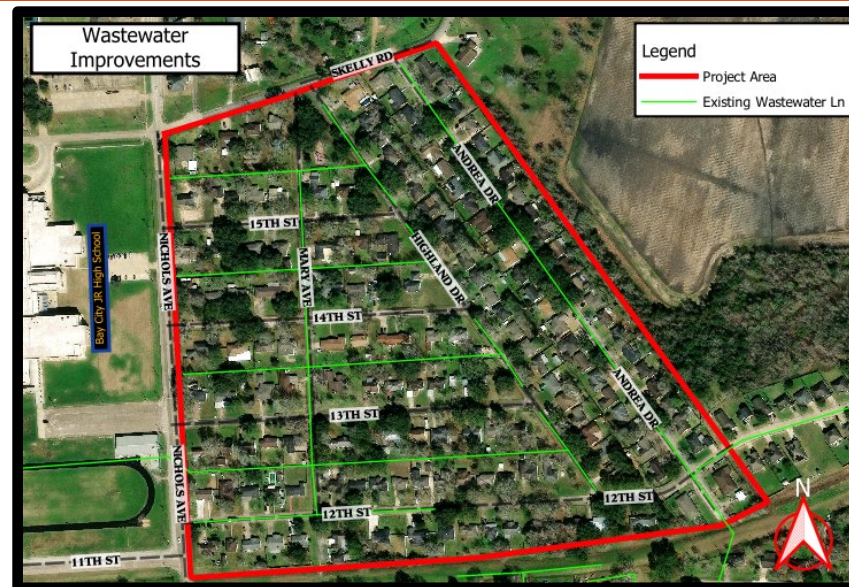 Wastewater
Improvements
Legend
Project Area
Existing Wastewater Ln
SKELLY RD
ANDREA DR
15TH ST
NICHOLS AVE
MARY AVE
HIGHLAND DR
Bay City JR High School
14TH ST
ANDREA DR
13TH ST
NICHOLS AVE
12TH ST
12TH ST
N
11TH ST